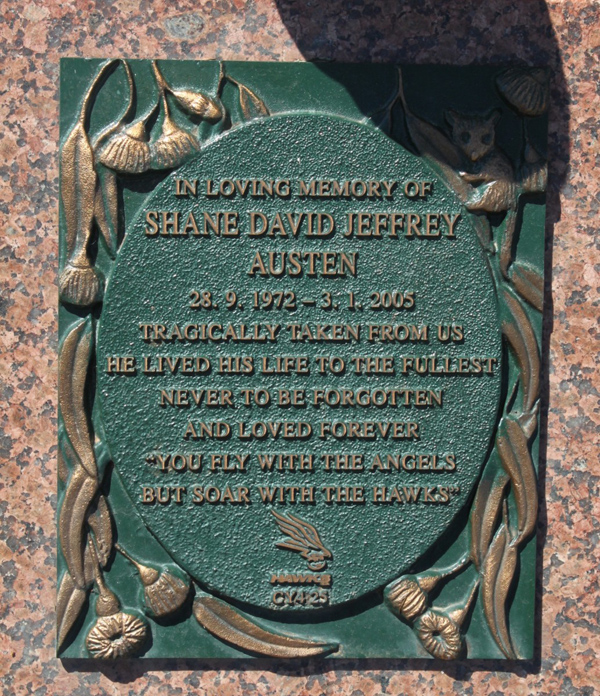 IN LOVING MEMORY OF
SHANE DAVID JEFFREY
AUSTEN
28. 9. 1972 – 3. 1. 2005
TRAGICALLY TAKEN FROM US
HE LIVED HIS LIFE TO THE FULLEST
NEVER TO BE FORGOTTEN
AND LOVED FOREVER
“YOU FLY WITH THE ANGELS
BUT SOAR WITH THE HAWKS”
HAWKS